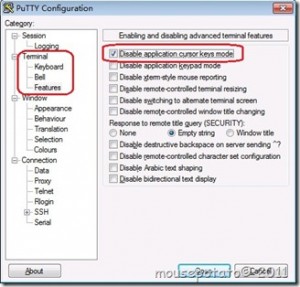 PuTTY Configuration
Category:
Session
Logging
Terminal
Keyboard
Bell
Features
Window
Appearance
Behaviour
Translation
Selection
Colours
Connection
Data
Proxy
Telnet
Rlogin
SSH
Serial
Enabling and disabling advanced terminal features
Disable application cursor keys mode
Disable application keypad mode
Disable xterm-style mouse reporting
Disable remote-controlled terminal resizing
Disable switching to alternate terminal screen
Disable remote-controlled window title changing
Response to remote title query (SECURITY):
None
Empty string
Window title
Disable destructive backspace on server sending ^?
Disable remote-controlled character set configuration
Disable Arabic text shaping
Disable bidirectional text display
About
Open
Cancel
mousepotato©2011